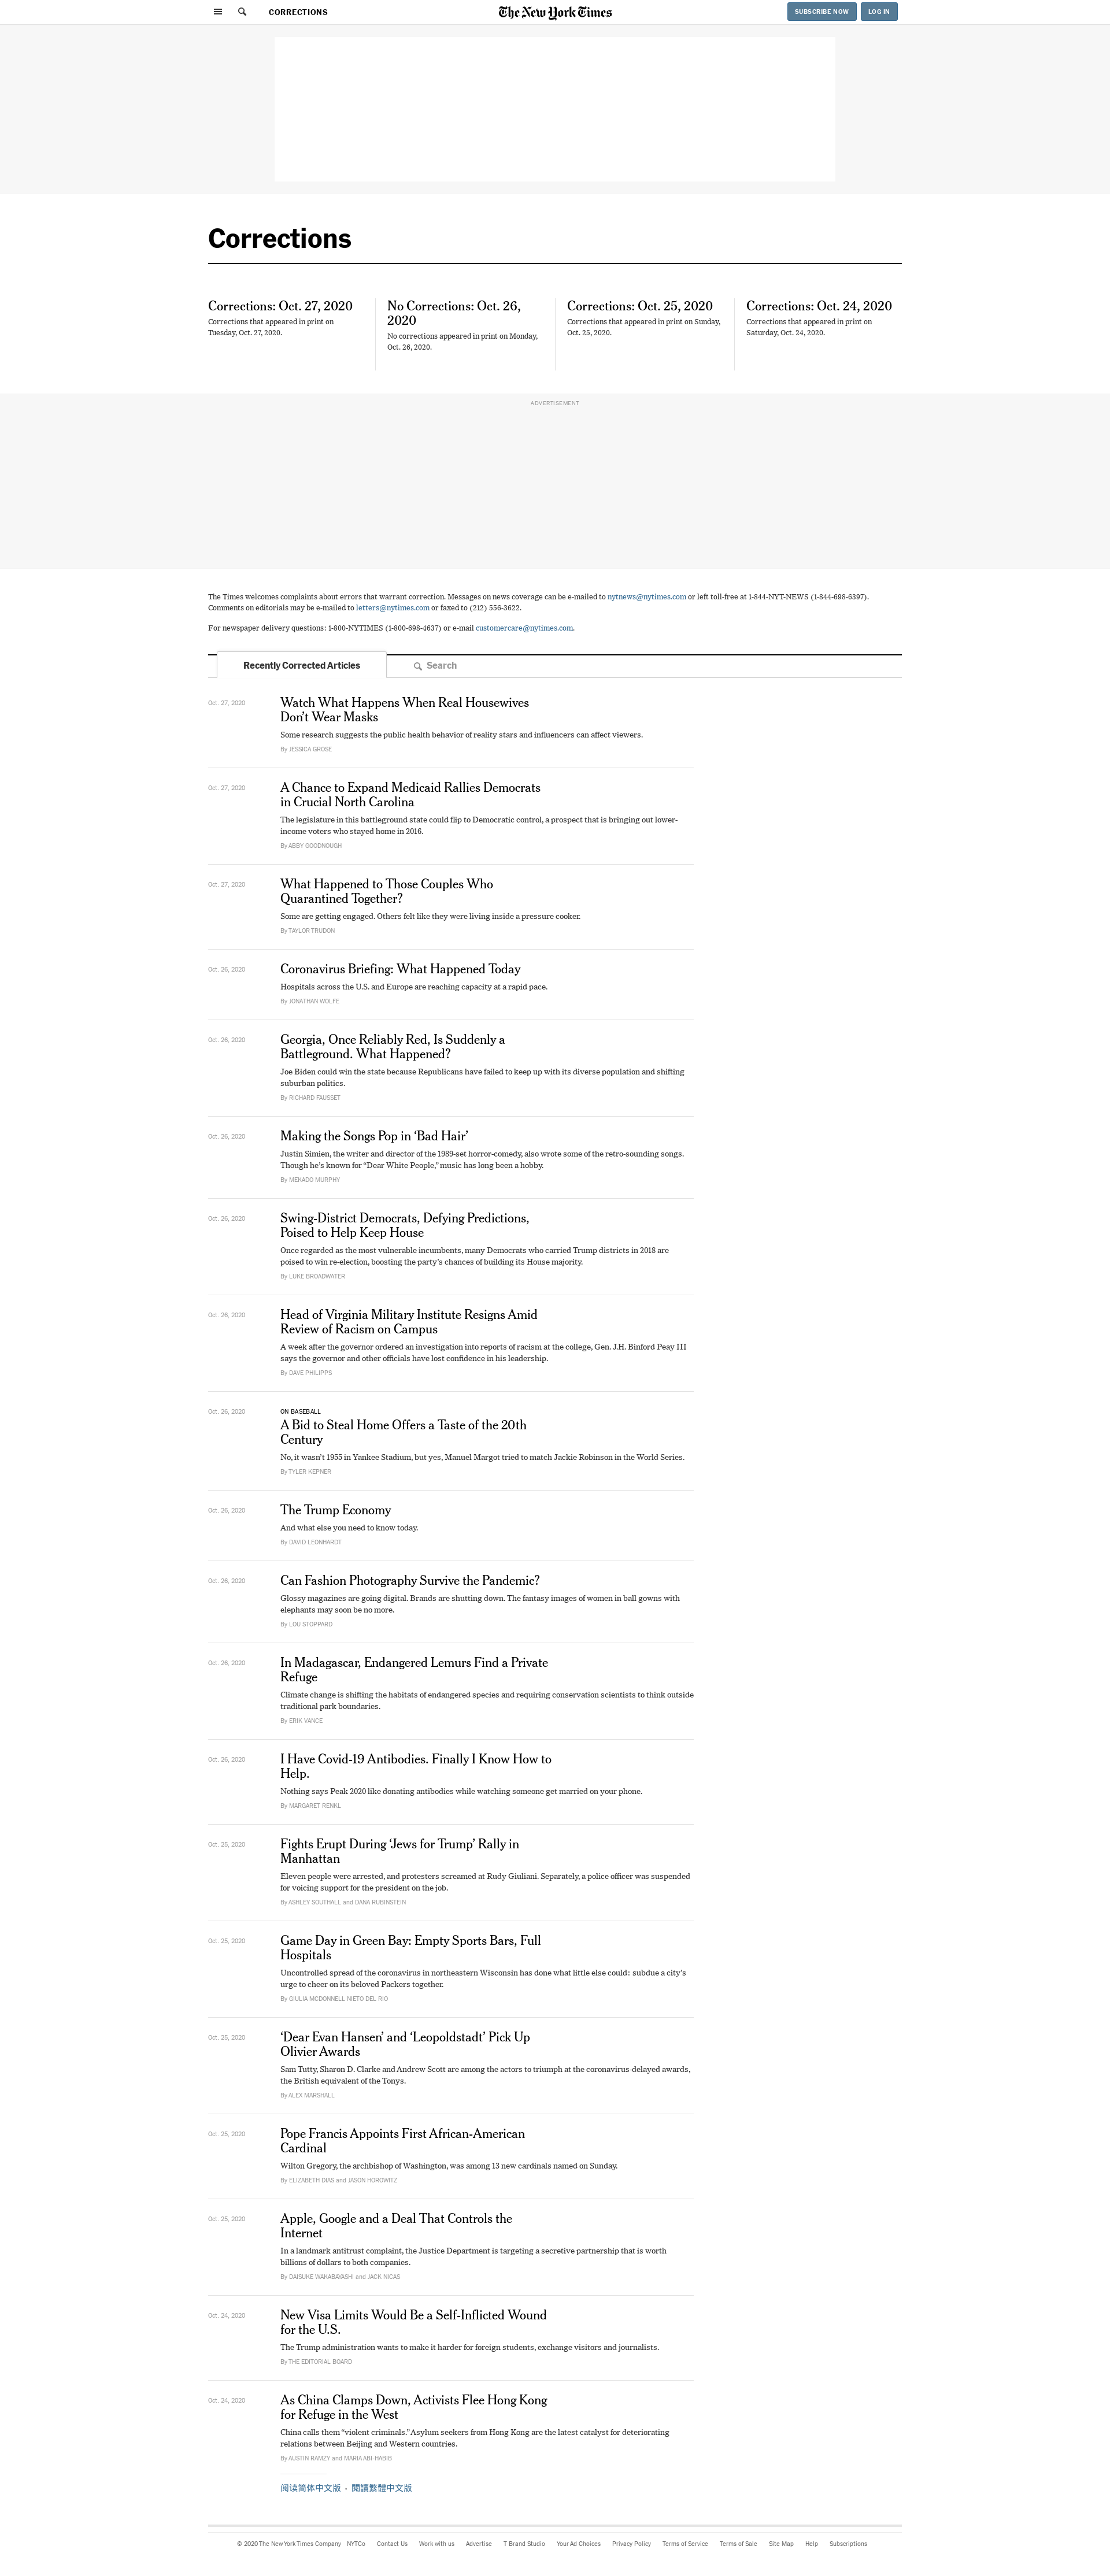 CORRECTIONS
The New York Times
SUBSCRIBE NOW
LOG IN
Corrections
Corrections: Oct. 27, 2020
Corrections that appeared in print on
Tuesday, Oct. 27, 2020.
No Corrections: Oct. 26,
2020
No corrections appeared in print on Monday,
Oct. 26, 2020.
Corrections: Oct. 25, 2020
Corrections that appeared in print on Sunday,
Oct. 25, 2020.
Corrections: Oct. 24, 2020
Corrections that appeared in print on
Saturday, Oct. 24, 2020.
ADVERTISEMENT
The Times welcomes complaints about errors that warrant correction. Messages on news coverage can be e-mailed to nytnews@nytimes.com or left toll-free at 1-844-NYT-NEWS (1-844-698-6397).
Comments on editorials may be e-mailed to letters@nytimes.com or faxed to (212) 556-3622.
For newspaper delivery questions: 1-800-NYTIMES (1-800-698-4637) or e-mail customercare@nytimes.com.
Recently Corrected Articles
Search
Oct. 27, 2020
Watch What Happens When Real Housewives
Don’t Wear Masks
Some research suggests the public health behavior of reality stars and influencers can affect viewers.
By JESSICA GROSE
Oct. 27, 2020
A Chance to Expand Medicaid Rallies Democrats
in Crucial North Carolina
The legislature in this battleground state could flip to Democratic control, a prospect that is bringing out lower-
income voters who stayed home in 2016.
By ABBY GOODNOUGH
Oct. 27, 2020
What Happened to Those Couples Who
Quarantined Together?
Some are getting engaged. Others felt like they were living inside a pressure cooker.
By TAYLOR TRUDON
Oct. 26, 2020
Coronavirus Briefing: What Happened Today
Hospitals across the U.S. and Europe are reaching capacity at a rapid pace.
By JONATHAN WOLFE
Oct. 26, 2020
Georgia, Once Reliably Red, Is Suddenly a
Battleground. What Happened?
Joe Biden could win the state because Republicans have failed to keep up with its diverse population and shifting
suburban politics.
By RICHARD FAUSSET
Oct. 26, 2020
Making the Songs Pop in ‘Bad Hair’
Justin Simien, the writer and director of the 1989-set horror-comedy, also wrote some of the retro-sounding songs.
Though he’s known for “Dear White People,” music has long been a hobby.
By MEKADO MURPHY
Oct. 26, 2020
Swing-District Democrats, Defying Predictions,
Poised to Help Keep House
Once regarded as the most vulnerable incumbents, many Democrats who carried Trump districts in 2018 are
poised to win re-election, boosting the party’s chances of building its House majority.
By LUKE BROADWATER
Oct. 26, 2020
Head of Virginia Military Institute Resigns Amid
Review of Racism on Campus
A week after the governor ordered an investigation into reports of racism at the college, Gen. J.H. Binford Peay III
says the governor and other officials have lost confidence in his leadership.
By DAVE PHILIPPS
Oct. 26, 2020
ON BASEBALL
A Bid to Steal Home Offers a Taste of the 20th
Century
No, it wasn’t 1955 in Yankee Stadium, but yes, Manuel Margot tried to match Jackie Robinson in the World Series.
By TYLER KEPNER
Oct. 26, 2020
The Trump Economy
And what else you need to know today.
By DAVID LEONHARDT
Oct. 26, 2020
Can Fashion Photography Survive the Pandemic?
Glossy magazines are going digital. Brands are shutting down. The fantasy images of women in ball gowns with
elephants may soon be no more.
By LOU STOPPARD
Oct. 26, 2020
In Madagascar, Endangered Lemurs Find a Private
Refuge
Climate change is shifting the habitats of endangered species and requiring conservation scientists to think outside
traditional park boundaries.
By ERIK VANCE
Oct. 26, 2020
I Have Covid-19 Antibodies. Finally I Know How to
Help.
Nothing says Peak 2020 like donating antibodies while watching someone get married on your phone.
By MARGARET RENKL
Oct. 25, 2020
Fights Erupt During ‘Jews for Trump’ Rally in
Manhattan
Eleven people were arrested, and protesters screamed at Rudy Giuliani. Separately, a police officer was suspended
for voicing support for the president on the job.
By ASHLEY SOUTHALL and DANA RUBINSTEIN
Oct. 25, 2020
Game Day in Green Bay: Empty Sports Bars, Full
Hospitals
Uncontrolled spread of the coronavirus in northeastern Wisconsin has done what little else could: subdue a city’s
urge to cheer on its beloved Packers together.
By GIULIA MCDONNELL NIETO DEL RIO
Oct. 25, 2020
‘Dear Evan Hansen’ and ‘Leopoldstadt’ Pick Up
Olivier Awards
Sam Tutty, Sharon D. Clarke and Andrew Scott are among the actors to triumph at the coronavirus-delayed awards,
the British equivalent of the Tonys.
By ALEX MARSHALL
Oct. 25, 2020
Pope Francis Appoints First African-American
Cardinal
Wilton Gregory, the archbishop of Washington, was among 13 new cardinals named on Sunday.
By ELIZABETH DIAS and JASON HOROWITZ
Oct. 25, 2020
Apple, Google and a Deal That Controls the
Internet
In a landmark antitrust complaint, the Justice Department is targeting a secretive partnership that is worth
billions of dollars to both companies.
By DAISUKE WAKABAYASHI and JACK NICAS
Oct. 24, 2020
New Visa Limits Would Be a Self-Inflicted Wound
for the U.S.
The Trump administration wants to make it harder for foreign students, exchange visitors and journalists.
By THE EDITORIAL BOARD
Oct. 24, 2020
As China Clamps Down, Activists Flee Hong Kong
for Refuge in the West
China calls them “violent criminals.” Asylum seekers from Hong Kong are the latest catalyst for deteriorating
relations between Beijing and Western countries.
By AUSTIN RAMZY and MARIA ABI-HABIB
阅读简体中文版 · 閱讀繁體中文版
© 2020 The New York Times Company NYTCo Contact Us Work with us Advertise T Brand Studio Your Ad Choices Privacy Policy Terms of Service Terms of Sale Site Map Help Subscriptions